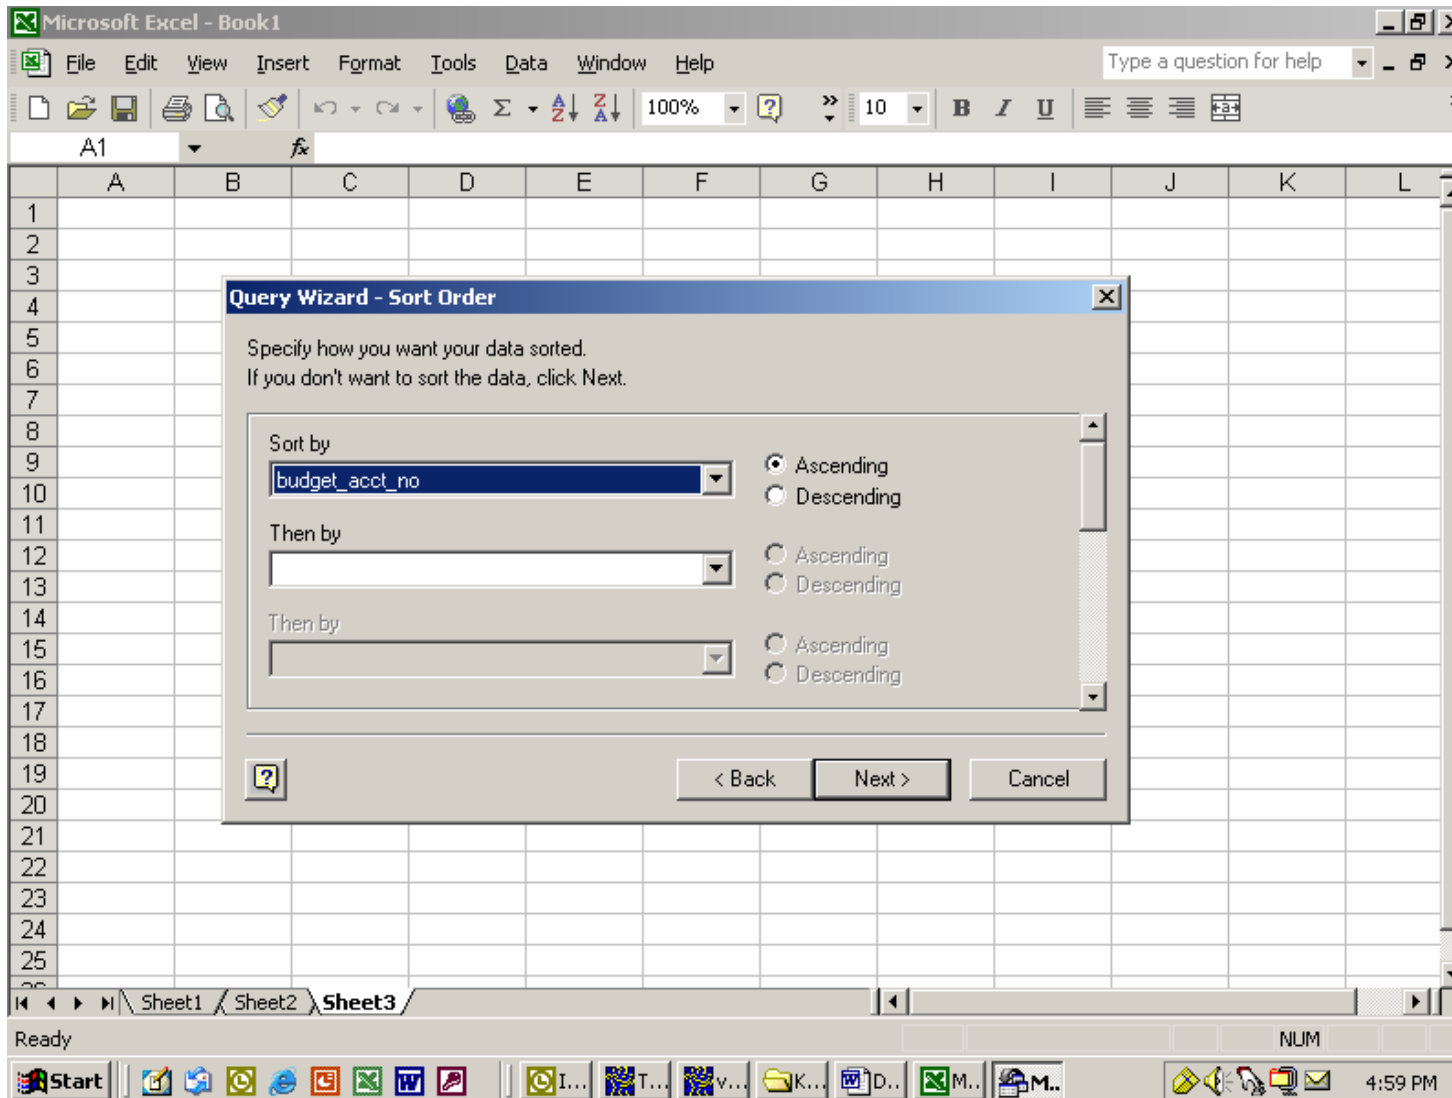 Microsoft Excel - Book1
File Edit View Insert Format Tools Data Window Help Type a question for help
100% 10 B I U
A1 fx
A B C D E F G H I J K L
1
2
3
4
5
6
7
8
9
10
11
12
13
14
15
16
17
18
19
20
21
22
23
24
25
Query Wizard - Sort Order
Specify how you want your data sorted.
If you don't want to sort the data, click Next.
Sort by
budget_acct_no
Ascending
Descending
Then by
Ascending
Descending
Then by
Ascending
Descending
< Back Next > Cancel
Sheet1 Sheet2 Sheet3
Ready NUM
Start I... T... v... K... D.. M.. M.. 4:59 PM